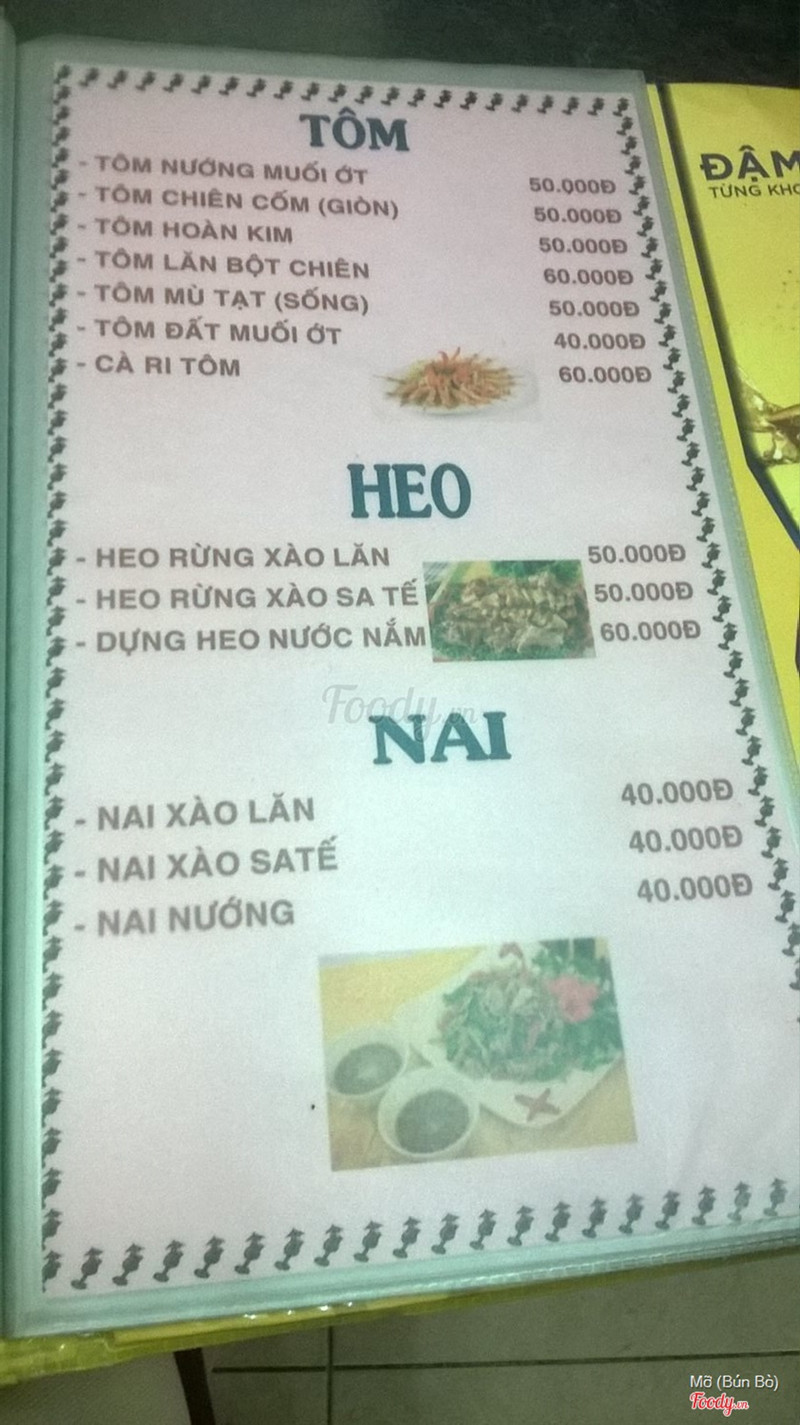 TÔM
- TÔM NƯỚNG MUỐI ỚT 50.000Đ
- TÔM CHIÊN CỐM (GIÒN) 50.000Đ
- TÔM HOÀN KIM 50.000Đ
- TÔM LĂN BỘT CHIÊN 60.000Đ
- TÔM MÙ TẠT (SỐNG) 50.000Đ
- TÔM ĐẤT MUỐI ỚT 40.000Đ
- CÀ RI TÔM 60.000Đ
HEO
- HEO RỪNG XÀO LĂN 50.000Đ
- HEO RỪNG XÀO SA TẾ 50.000Đ
- DỰNG HEO NƯỚC NẮM 60.000Đ
Foody.vn
NAI
- NAI XÀO LĂN 40.000Đ
- NAI XÀO SATẾ 40.000Đ
- NAI NƯỚNG 40.000Đ
ĐẬM
TỪNG KHO
Mỡ (Bún Bò)
Foody.vn